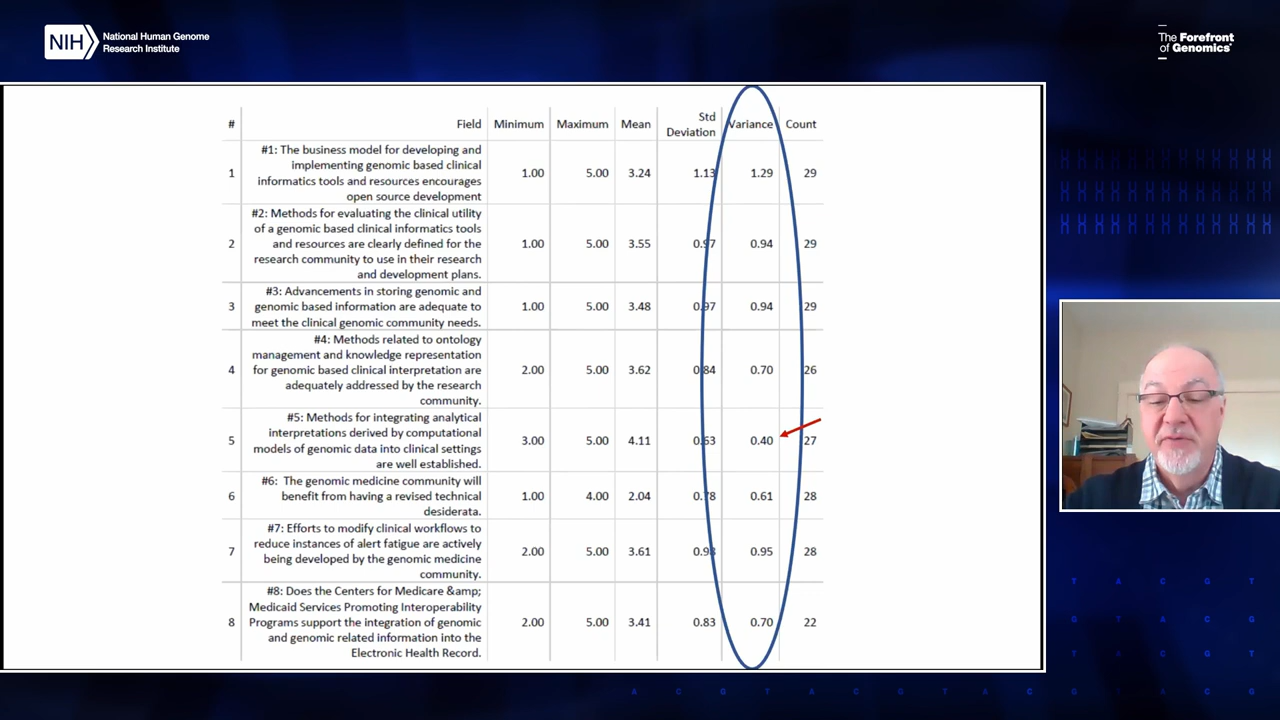 NIH
National Human Genome
Research Institute
The Forefront
of Genomics®
# Field Minimum Maximum Mean Std Deviation Variance Count
#1: The business model for developing and
implementing genomic based clinical
1 informatics tools and resources encourages 1.00 5.00 3.24 1.13 1.29 29
open source development
#2: Methods for evaluating the clinical utility
of a genomic based clinical informatics tools
2 and resources are clearly defined for the 1.00 5.00 3.55 0.97 0.94 29
research community to use in their research
and development plans.
#3: Advancements in storing genomic and
3 genomic based information are adequate to 1.00 5.00 3.48 0.97 0.94 29
meet the clinical genomic community needs.
#4: Methods related to ontology
management and knowledge representation
4 for genomic based clinical interpretation are 2.00 5.00 3.62 0.84 0.70 26
adequately addressed by the research
community.
#5: Methods for integrating analytical
interpretations derived by computational
5 models of genomic data into clinical settings 3.00 5.00 4.11 0.63 0.40 27
are well established.
#6: The genomic medicine community will
6 benefit from having a revised technical 1.00 4.00 2.04 0.78 0.61 28
desiderata.
#7: Efforts to modify clinical workflows to
reduce instances of alert fatigue are actively
7 being developed by the genomic medicine 2.00 5.00 3.61 0.98 0.95 28
community.
#8: Does the Centers for Medicare &amp;
Medicaid Services Promoting Interoperability
8 Programs support the integration of genomic 2.00 5.00 3.41 0.83 0.70 22
and genomic related information into the
Electronic Health Record.
T A C G T
G T A C G T
T A C G T
A C G T A C G T A C G T